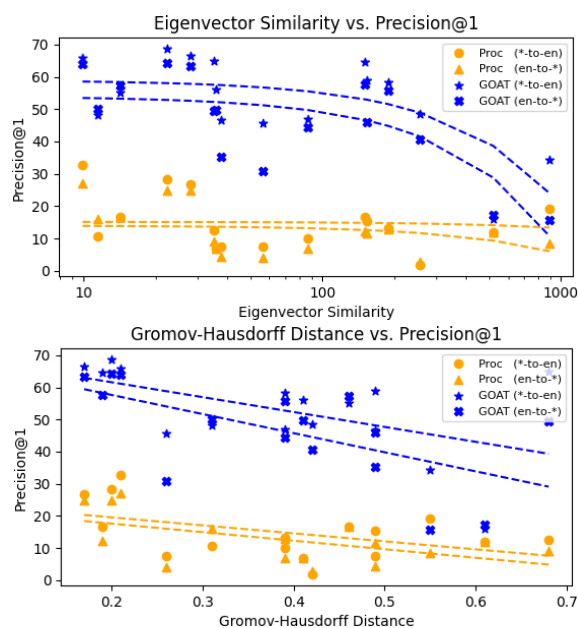 Eigenvector Similarity vs. Precision@1
70
60
50
40
30
20
10
0
Precision@1
Proc (*-to-en)
Proc (en-to-*)
GOAT (*-to-en)
GOAT (en-to-*)
10
100
1000
Eigenvector Similarity
Gromov-Hausdorff Distance vs. Precision@1
70
60
50
40
30
20
10
0
Precision@1
Proc (*-to-en)
Proc (en-to-*)
GOAT (*-to-en)
GOAT (en-to-*)
0.2
0.3
0.4
0.5
0.6
0.7
Gromov-Hausdorff Distance